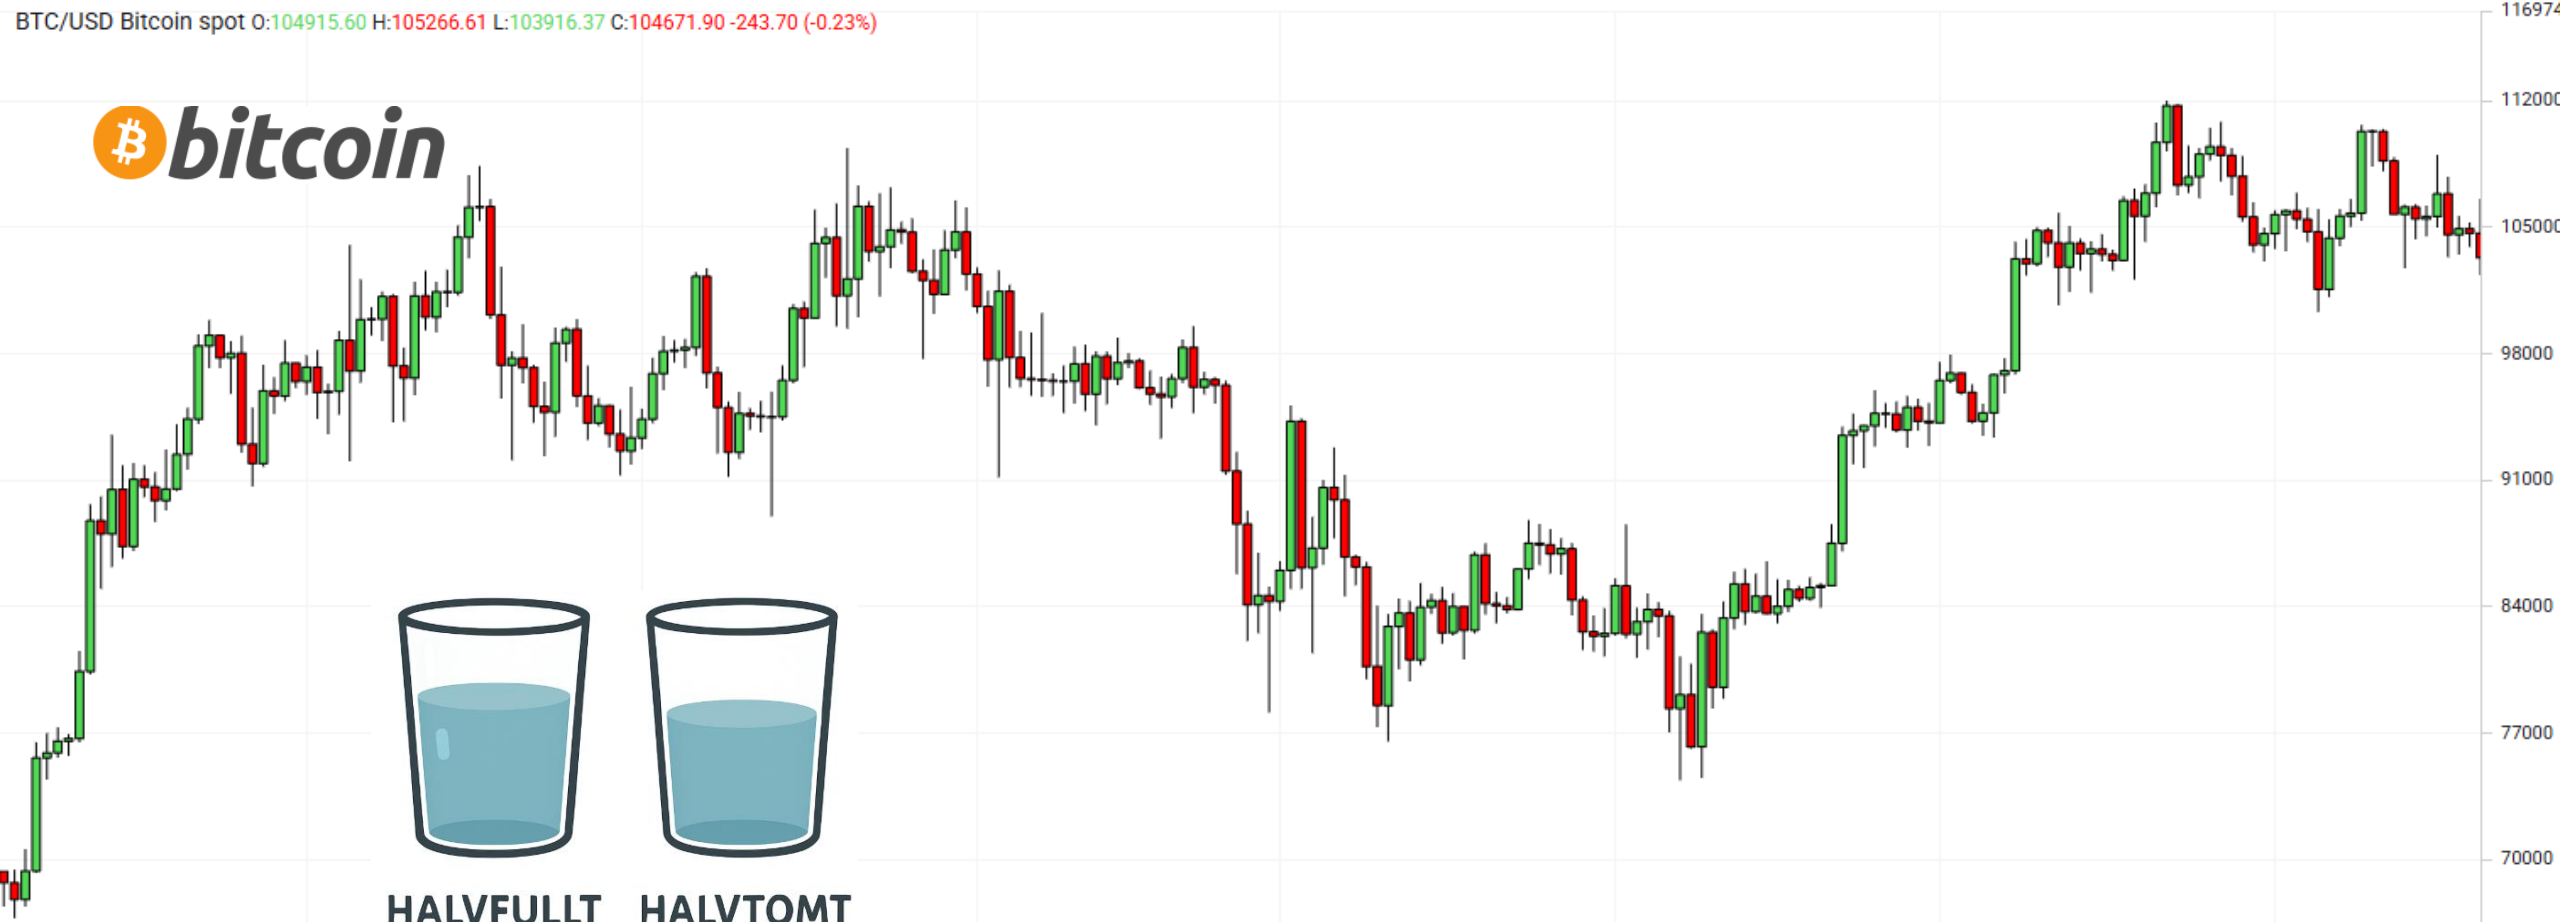 BTC/USD Bitcoin spot O:104915.60 H:105266.61 L:103916.37 C:104671.90 -243.70 (-0.23%)
116974
112000
bitcoin
105000
98000
91000
84000
77000
70000
HALVFULLT HALVTOMT